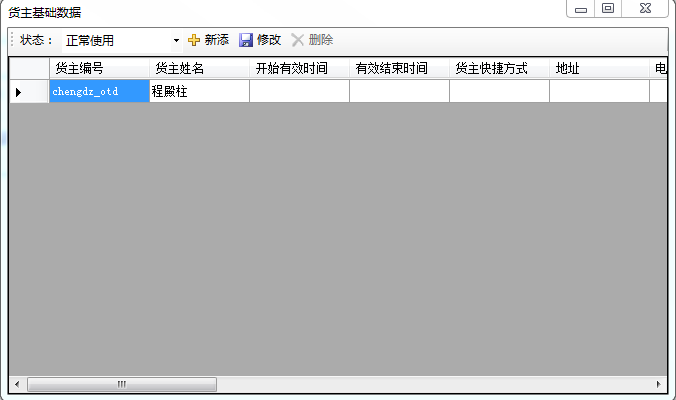 货主基础数据
状态： 正常使用 新添 修改 删除
货主编号 货主姓名 开始有效时间 有效结束时间 货主快捷方式 地址 电
chengdz_otd 程殿柱